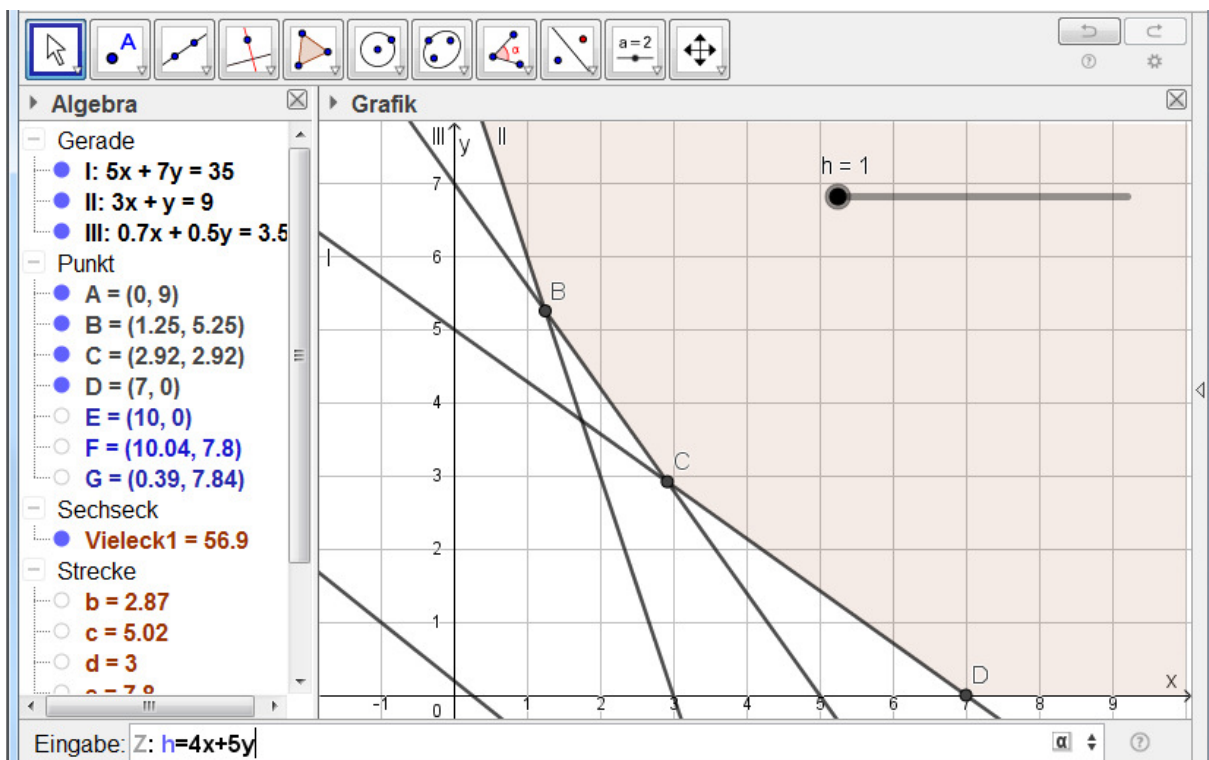 A
α
a=2
Algebra
Grafik
Gerade
I: 5x + 7y = 35
II: 3x + y = 9
III: 0.7x + 0.5y = 3.5
Punkt
A = (0, 9)
B = (1.25, 5.25)
C = (2.92, 2.92)
D = (7, 0)
E = (10, 0)
F = (10.04, 7.8)
G = (0.39, 7.84)
Sechseck
Vieleck1 = 56.9
Strecke
b = 2.87
c = 5.02
d = 3
e = 7.8
III y II
h = 1
7
6
I
B
5
4
C
3
2
1
D
x
-1 0 1 2 3 4 5 6 7 8 9
Eingabe: Z: h=4x+5y α ?